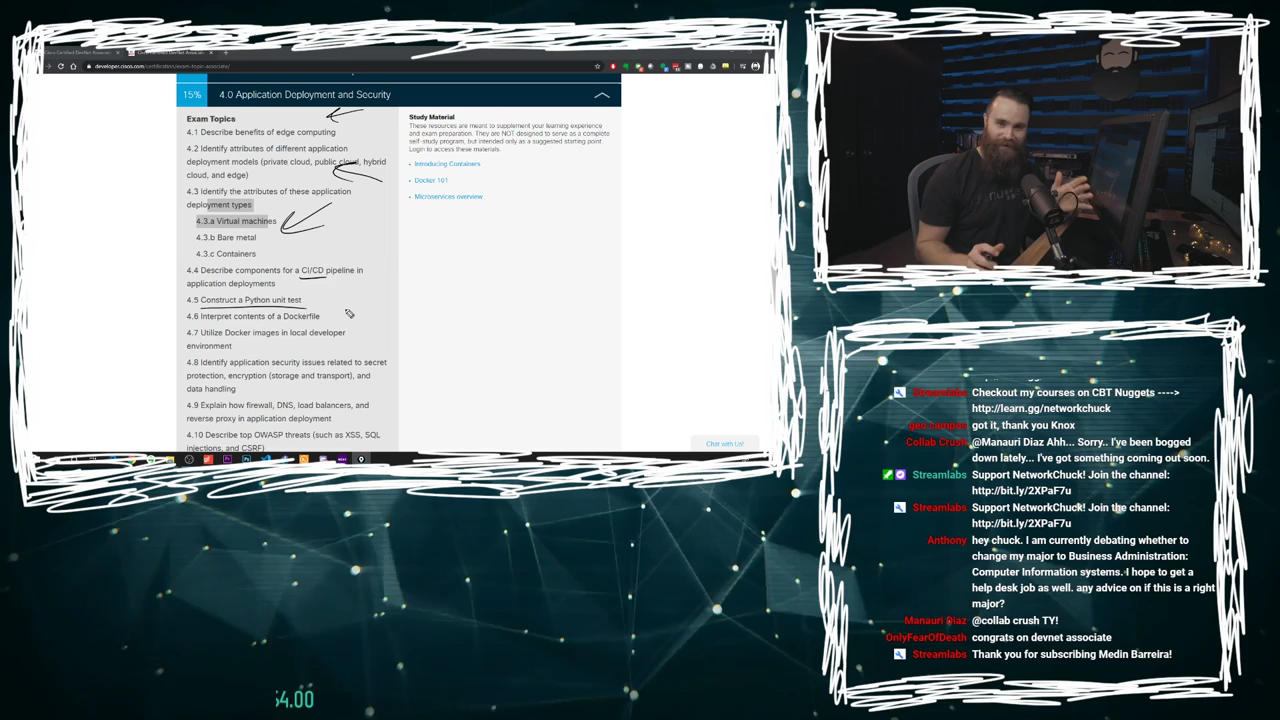 developer.cisco.com/certification/exam-topic-associate/
15%
4.0 Application Deployment and Security
Exam Topics
4.1 Describe benefits of edge computing
4.2 Identify attributes of different application
deployment models (private cloud, public cloud, hybrid
cloud, and edge)
4.3 Identify the attributes of these application
deployment types
4.3.a Virtual machines
4.3.b Bare metal
4.3.c Containers
4.4 Describe components for a CI/CD pipeline in
application deployments
4.5 Construct a Python unit test
4.6 Interpret contents of a Dockerfile
4.7 Utilize Docker images in local developer
environment
4.8 Identify application security issues related to secret
protection, encryption (storage and transport), and
data handling
4.9 Explain how firewall, DNS, load balancers, and
reverse proxy in application deployment
4.10 Describe top OWASP threats (such as XSS, SQL
injections, and CSRF)
Study Material
These resources are meant to supplement your learning experience
and exam preparation. They are NOT designed to serve as a complete
self-study program, but intended only as a suggested starting point.
Login to access these materials.
Introducing Containers
Docker 101
Microservices overview
Chat with Us!
Streamlabs Checkout my courses on CBT Nuggets ---->
http://learn.gg/networkchuck
geo campos got it, thank you Knox
Collab Crush @Manauri Diaz Ahh... Sorry.. I've been bogged
down lately... I've got something coming out soon.
Streamlabs Support NetworkChuck! Join the channel:
http://bit.ly/2XPaF7u
Streamlabs Support NetworkChuck! Join the channel:
http://bit.ly/2XPaF7u
Anthony hey chuck. I am currently debating whether to
change my major to Business Administration:
Computer Information systems. I hope to get a
help desk job as well. any advice on if this is a right
major?
Manauri Diaz @collab crush TY!
OnlyFearOfDeath congrats on devnet associate
Streamlabs Thank you for subscribing Medin Barreira!
4.00